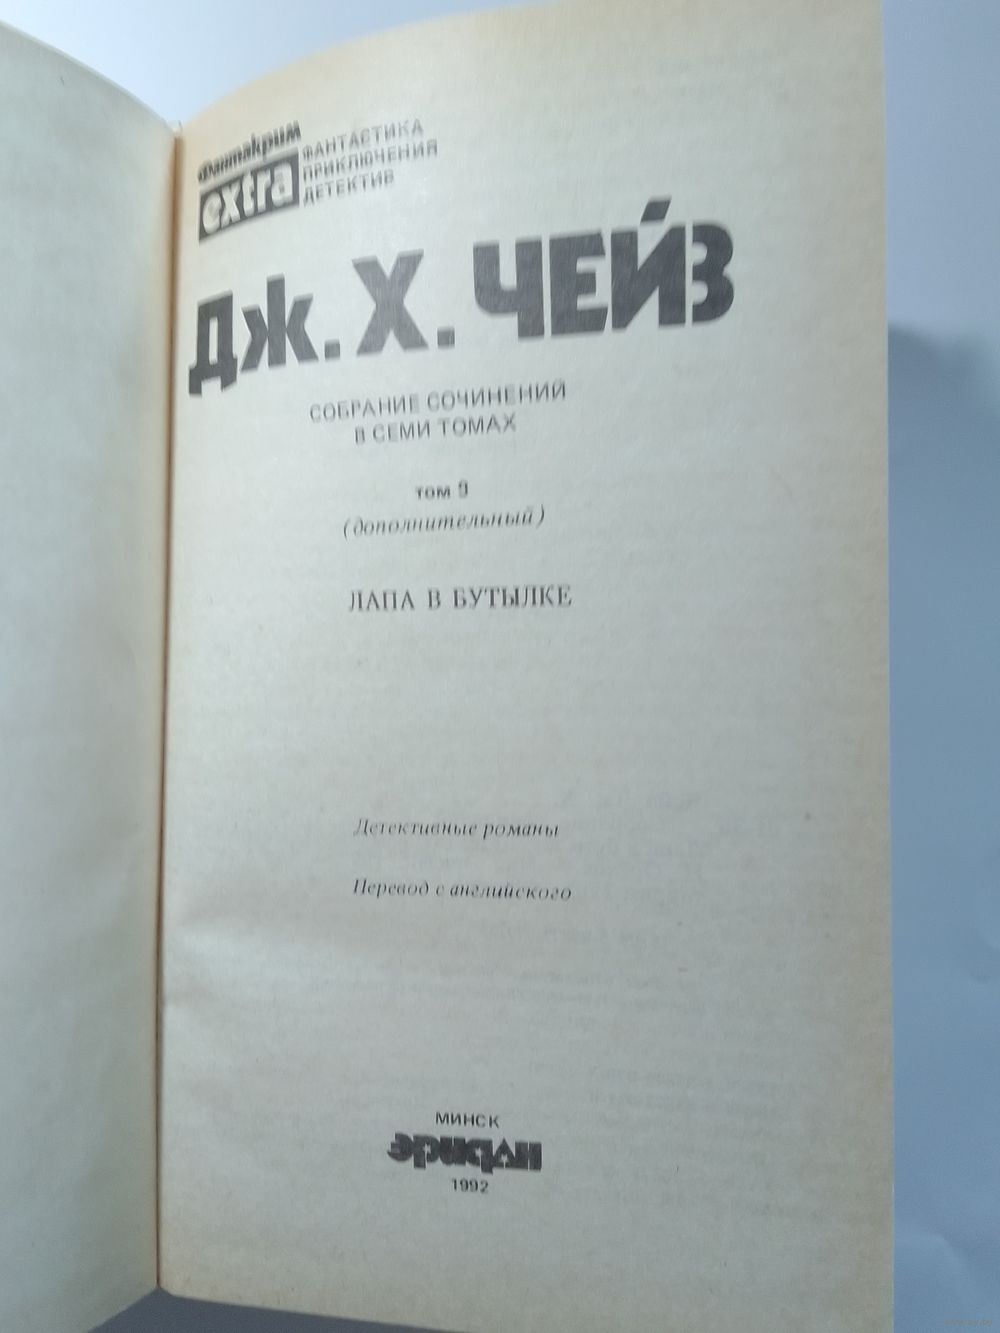 Фантакрим
extra
ФАНТАСТИКА
ПРИКЛЮЧЕНИЯ
ДЕТЕКТИВ
ДЖ. Х. ЧЕЙЗ
СОБРАНИЕ СОЧИНЕНИЙ
В СЕМИ ТОМАХ
том 9
(дополнительный)
ЛАПА В БУТЫЛКЕ
Детективные романы
Перевод с английского
МИНСК
1992